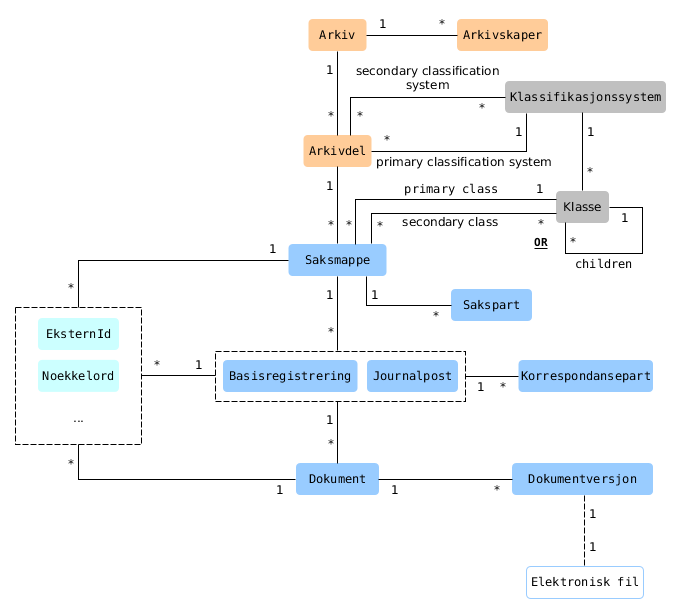 Arkiv
1 *
Arkivskaper
1
secondary classification
system
Klassifikasjonssystem
*
* *
*
1
1
Arkivdel
primary classification system
1
*
primary class
1
Klasse
* *
*
secondary class
*
1
OR
*
children
1
Saksmappe
*
1
1
Sakspart
*
*
EksternId
Noekkelord
...
* 1
Basisregistrering
Journalpost
1 *
Korrespondansepart
1
*
*
1
Dokument
1
*
Dokumentversjon
1
1
Elektronisk fil